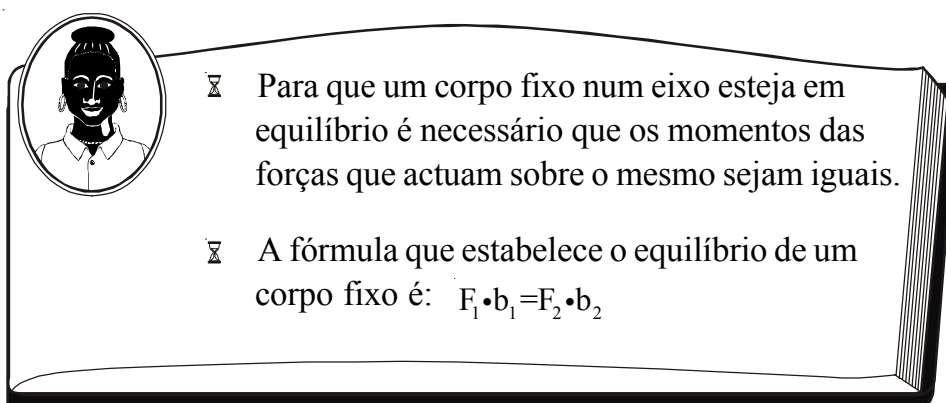 Para que um corpo fixo num eixo esteja em
equilíbrio é necessário que os momentos das
forças que actuam sobre o mesmo sejam iguais.
A fórmula que estabelece o equilíbrio de um
corpo fixo é: F₁•b₁=F₂•b₂